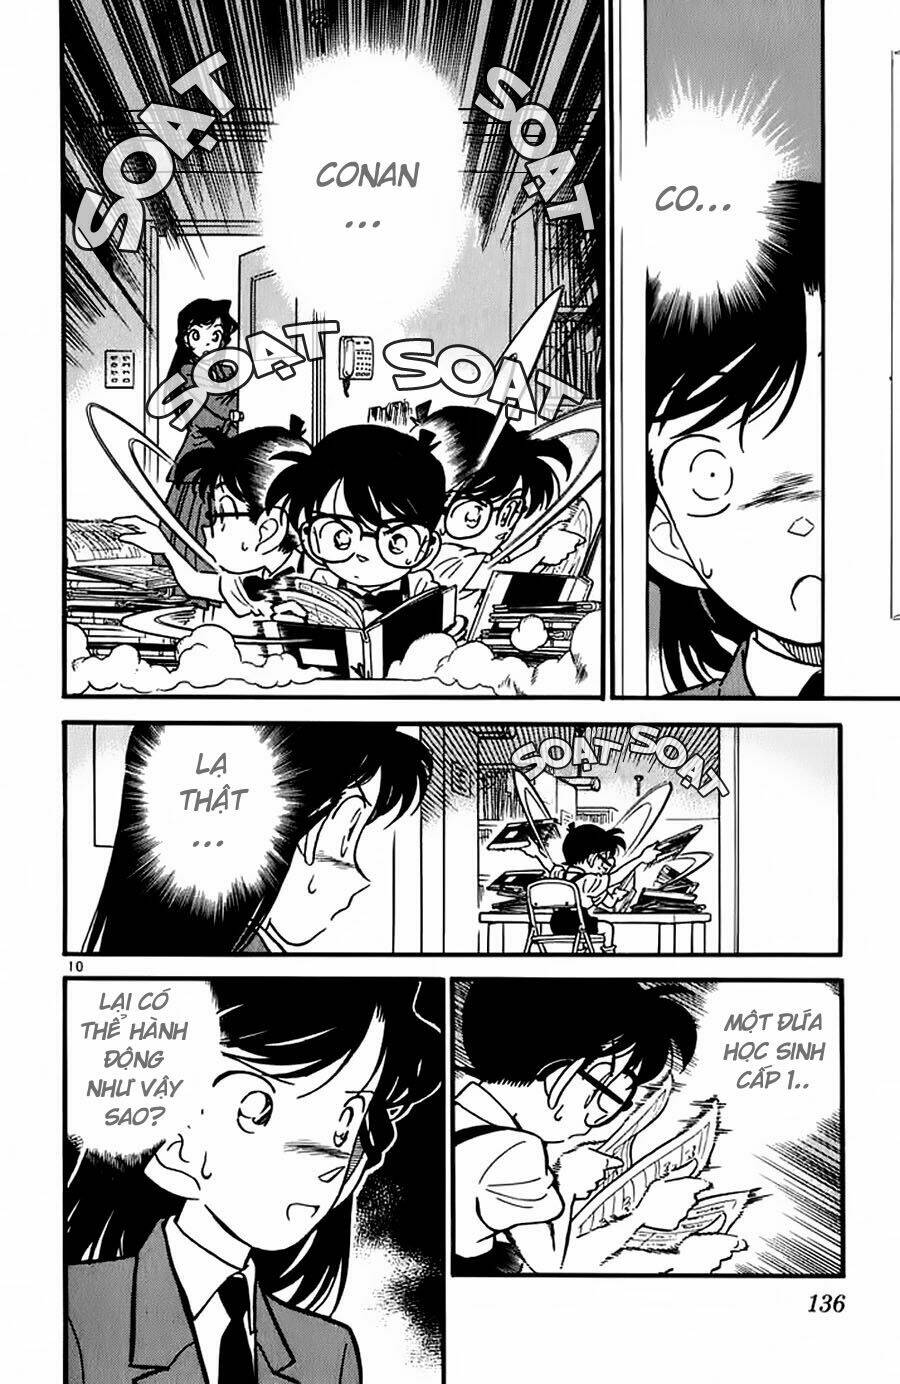 CO...
CONAN
...
SOẠT
SOẠT
SOẠT
SOẠT
SOẠT
SOẠT
LẠ
THẬT
...
10
MỘT ĐỨA
HỌC SINH
CẤP 1..
LẠI CÓ
THỂ HÀNH
ĐỘNG
NHƯ VẬY
SAO?
136